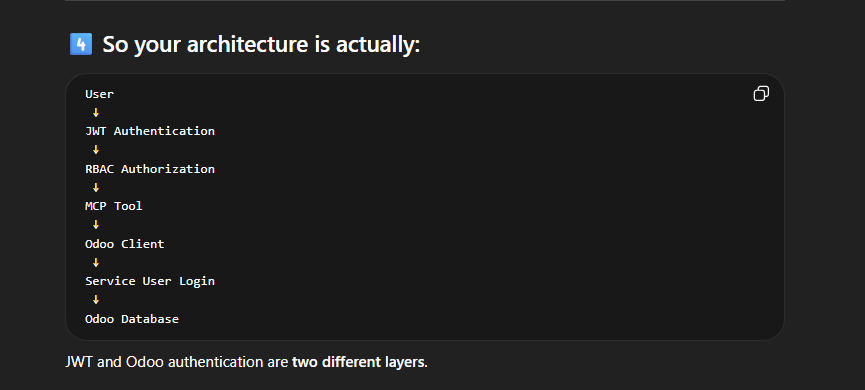 4 So your architecture is actually:
User
↓
JWT Authentication
↓
RBAC Authorization
↓
MCP Tool
↓
Odoo Client
↓
Service User Login
↓
Odoo Database
JWT and Odoo authentication are two different layers.